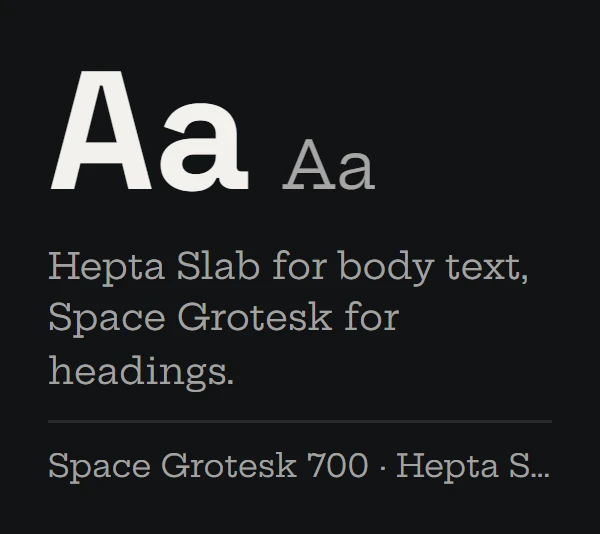 Aa Aa
Hepta Slab for body text,
Space Grotesk for
headings.
Space Grotesk 700 · Hepta S...